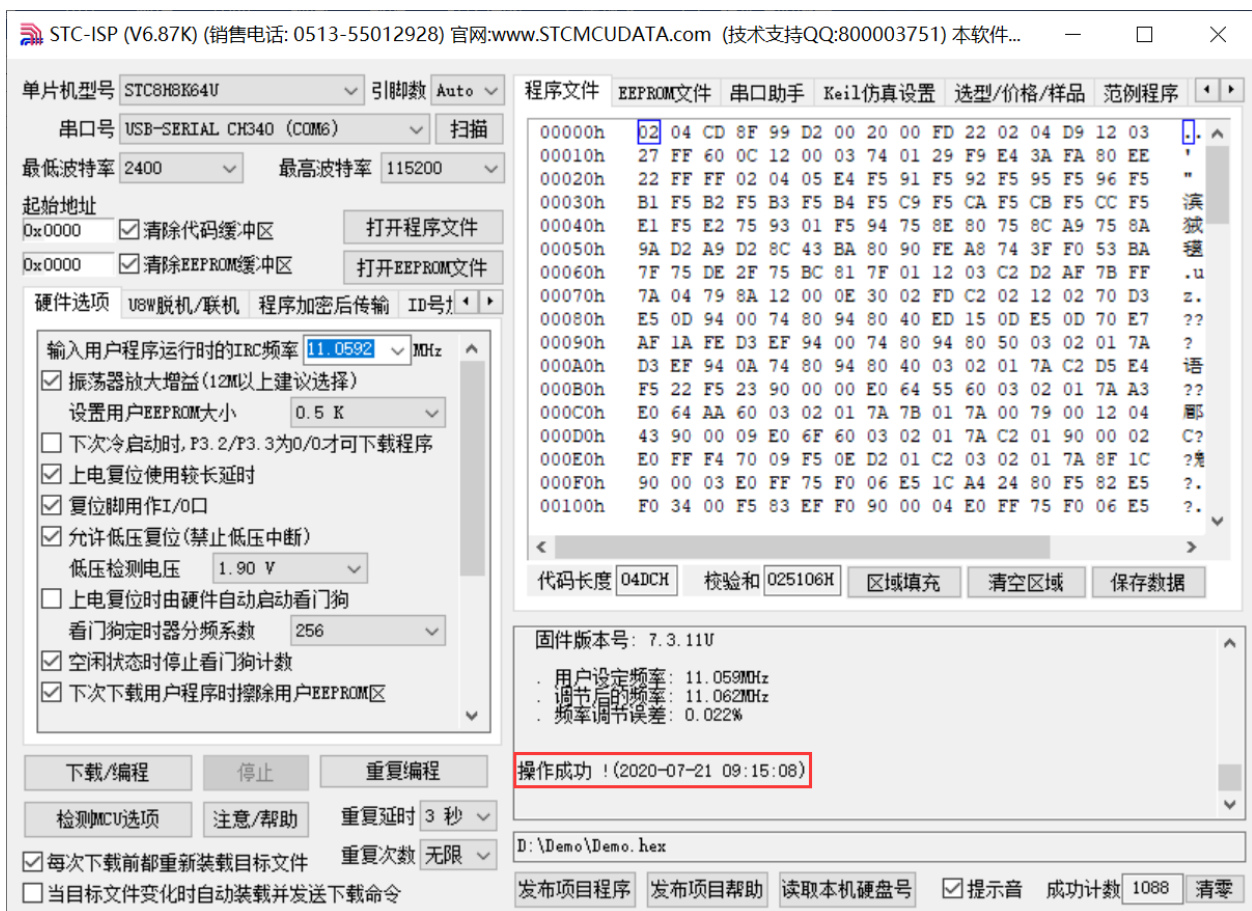 STC-ISP (V6.87K) (销售电话: 0513-55012928) 官网:www.STCMCUDATA.com (技术支持QQ:800003751) 本软件...
单片机型号 STC8H8K64U 引脚数 Auto
串口号 USB-SERIAL CH340 (COM6) 扫描
最低波特率 2400 最高波特率 115200
起始地址
0x0000 清除代码缓冲区 打开程序文件
0x0000 清除EEPROM缓冲区 打开EEPROM文件
硬件选项 U8W脱机/联机 程序加密后传输 ID号
输入用户程序运行时的IRC频率 11.0592 MHz
振荡器放大增益(12M以上建议选择)
设置用户EEPROM大小 0.5 K
下次冷启动时,P3.2/P3.3为0/0才可下载程序
上电复位使用较长延时
复位脚用作I/O口
允许低压复位(禁止低压中断)
低压检测电压 1.90 V
上电复位时由硬件自动启动看门狗
看门狗定时器分频系数 256
空闲状态时停止看门狗计数
下次下载用户程序时擦除用户EEPROM区
下载/编程 停止 重复编程
检测MCU选项 注意/帮助 重复延时 3 秒
每次下载前都重新装载目标文件 重复次数 无限
当目标文件变化时自动装载并发送下载命令
程序文件 EEPROM文件 串口助手 Keil仿真设置 选型/价格/样品 范例程序
00000h 02 04 CD 8F 99 D2 00 20 00 FD 22 02 04 D9 12 03 ..
00010h 27 FF 60 0C 12 00 03 74 01 29 F9 E4 3A FA 80 EE '
00020h 22 FF FF 02 04 05 E4 F5 91 F5 92 F5 95 F5 96 F5 "
00030h B1 F5 B2 F5 B3 F5 B4 F5 C9 F5 CA F5 CB F5 CC F5 滨
00040h E1 F5 E2 75 93 01 F5 94 75 8E 80 75 8C A9 75 8A
00050h 9A D2 A9 D2 8C 43 BA 80 90 FE A8 74 3F F0 53 BA
00060h 7F 75 DE 2F 75 BC 81 7F 01 12 03 C2 D2 AF 7B FF .u
00070h 7A 04 79 8A 12 00 0E 30 02 FD C2 02 12 02 70 D3 z.
00080h E5 0D 94 00 74 80 94 80 40 ED 15 0D E5 0D 70 E7 ??
00090h AF 1A FE D3 EF 94 00 74 80 94 80 50 03 02 01 7A ?
000A0h D3 EF 94 0A 74 80 94 80 40 03 02 01 7A C2 D5 E4 语
000B0h F5 22 F5 23 90 00 00 E0 64 55 60 03 02 01 7A A3 ??
000C0h E0 64 AA 60 03 02 01 7A 7B 01 7A 00 79 00 12 04 郿
000D0h 43 90 00 09 E0 6F 60 03 02 01 7A C2 01 90 00 02 C?
000E0h E0 FF F4 70 09 F5 0E D2 01 C2 03 02 01 7A 8F 1C ?
000F0h 90 00 03 E0 FF 75 F0 06 E5 1C A4 24 80 F5 82 E5 ?.
00100h F0 34 00 F5 83 EF F0 90 00 04 E0 FF 75 F0 06 E5 ?.
代码长度 04DCH 校验和 025106H 区域填充 清空区域 保存数据
固件版本号: 7.3.11U
. 用户设定频率: 11.059MHz
. 调节后的频率: 11.062MHz
. 频率调节误差: 0.022%
操作成功 !(2020-07-21 09:15:08)
D:\Demo\Demo.hex
发布项目程序 发布项目帮助 读取本机硬盘号 提示音 成功计数 1088 清零